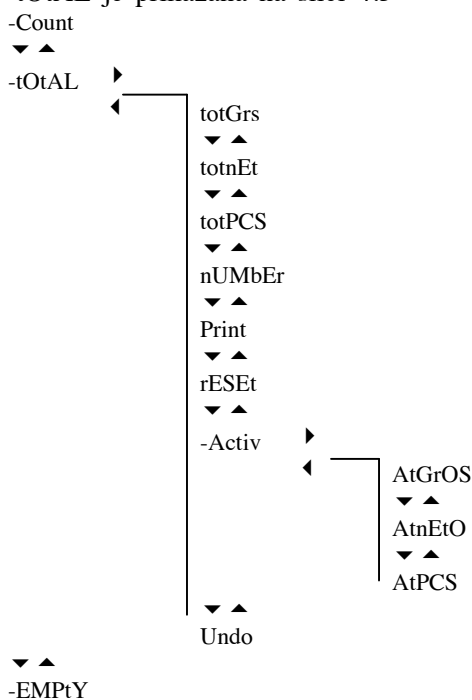 -Count
-tOtAL
totGrs
totnEt
totPCS
nUMbEr
Print
rESEt
-Activ
AtGrOS
AtnEtO
AtPCS
Undo
-EMPtY